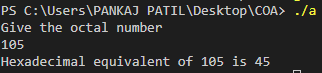 PS C:\Users\PANKAJ PATIL\Desktop\COA> ./a
Give the octal number
105
Hexadecimal equivalent of 105 is 45